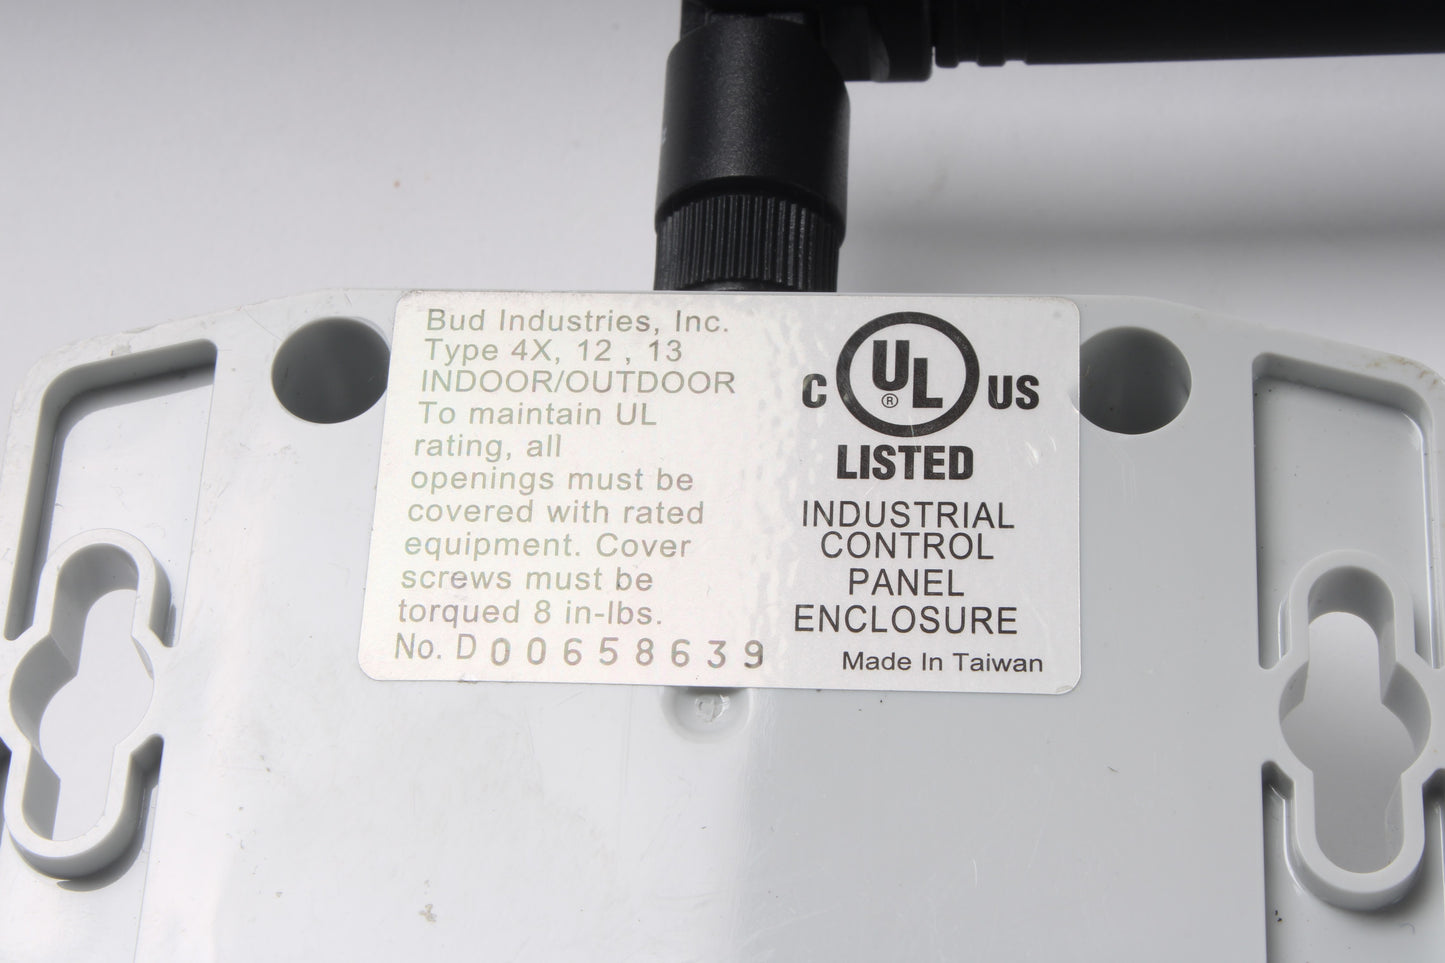 Bud Industries, Inc.
Type 4X, 12 , 13
INDOOR/OUTDOOR
To maintain UL
rating, all
openings must be
covered with rated
equipment. Cover
screws must be
torqued 8 in-lbs.
No. D 00658639
C UL ® US
LISTED
INDUSTRIAL
CONTROL
PANEL
ENCLOSURE
Made In Taiwan